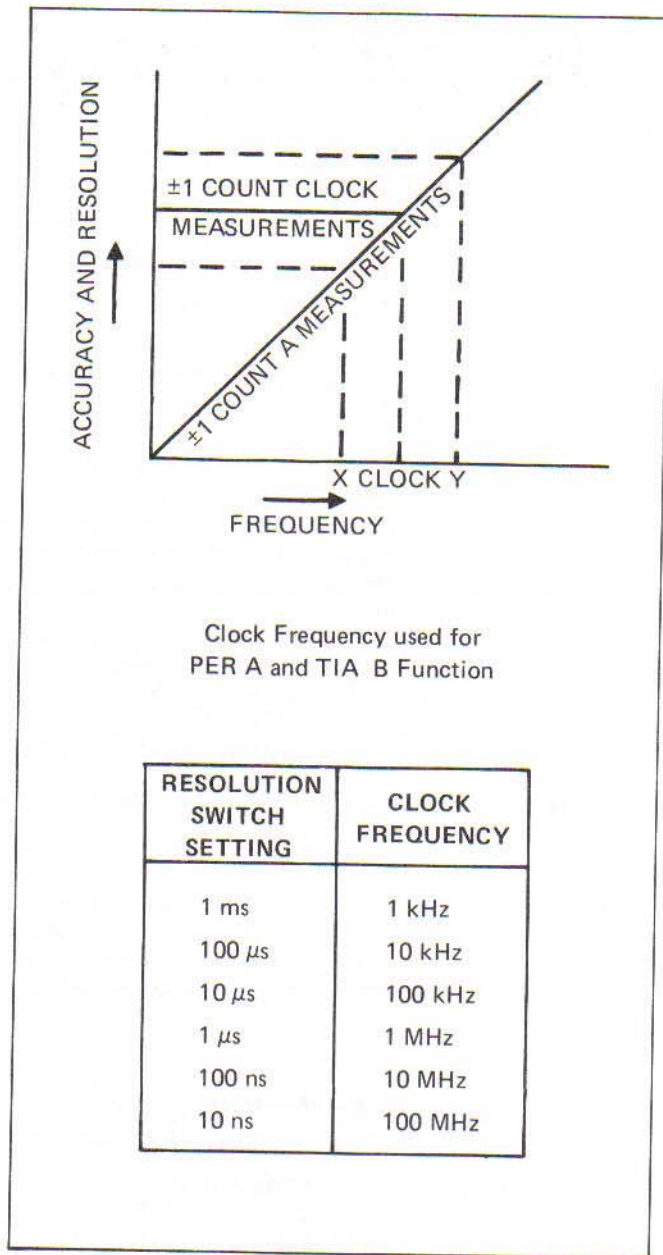 ACCURACY AND RESOLUTION
±1 COUNT CLOCK
MEASUREMENTS
±1 COUNT A MEASUREMENTS
X CLOCK Y
FREQUENCY
Clock Frequency used for
PER A and TIA B Function
RESOLUTION
SWITCH
SETTING
CLOCK
FREQUENCY
1 ms 1 kHz
100 μs 10 kHz
10 μs 100 kHz
1 μs 1 MHz
100 ns 10 MHz
10 ns 100 MHz